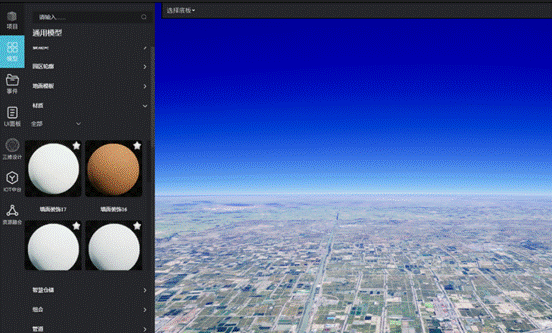 请输入......
选择底板
项目
通用模型
模型
园区轮廓
地面模板
事件
材质
UI面板
全部
三维设计
IOT中台
墙面装饰17
墙面装饰16
资源融合
智慧仓储
组合
管道